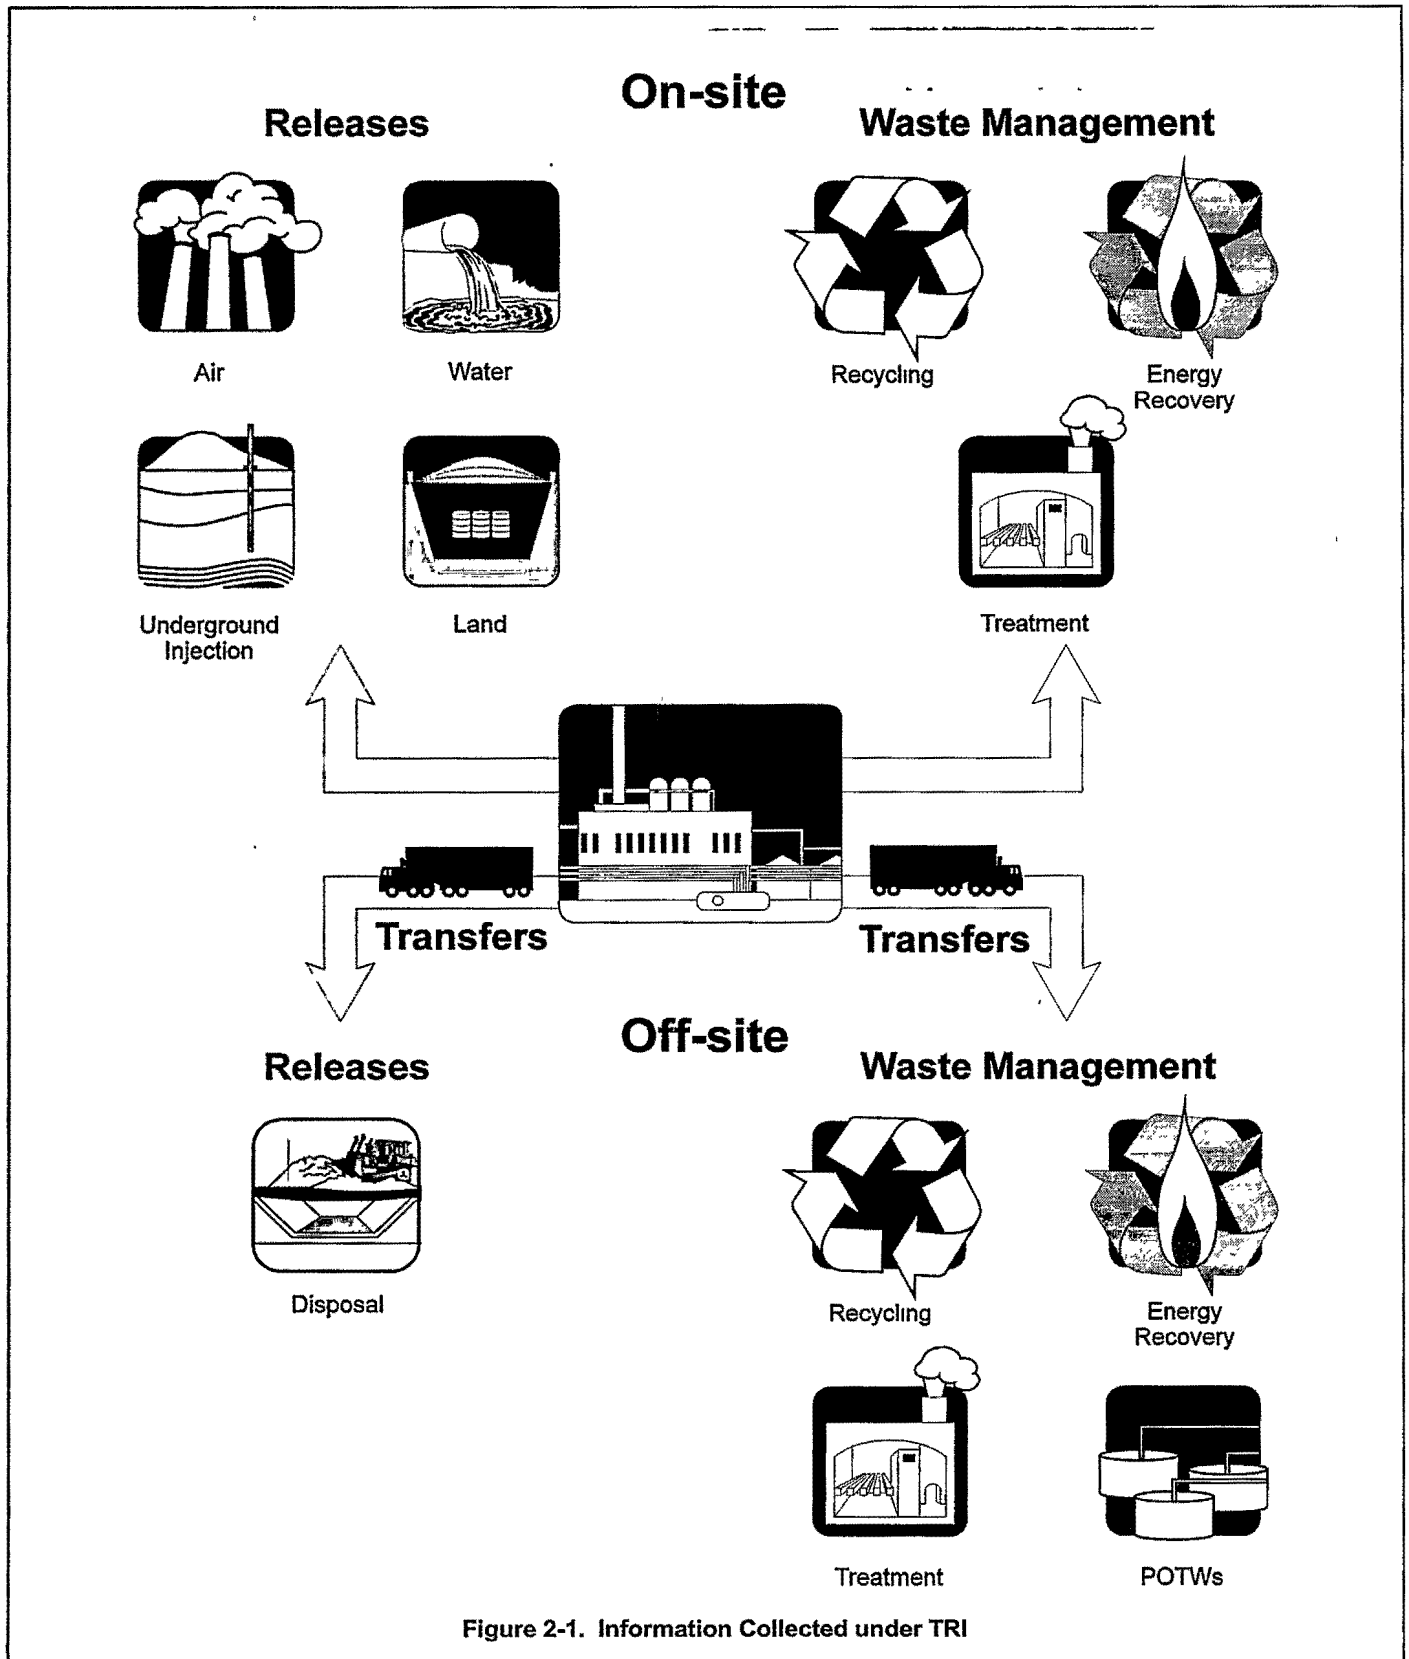 On-site
Releases
Waste Management
Air
Water
Recycling
Energy
Recovery
Underground
Injection
Land
Treatment
Transfers
Transfers
Off-site
Releases
Waste Management
Disposal
Recycling
Energy
Recovery
Treatment
POTWs
Figure 2-1. Information Collected under TRI